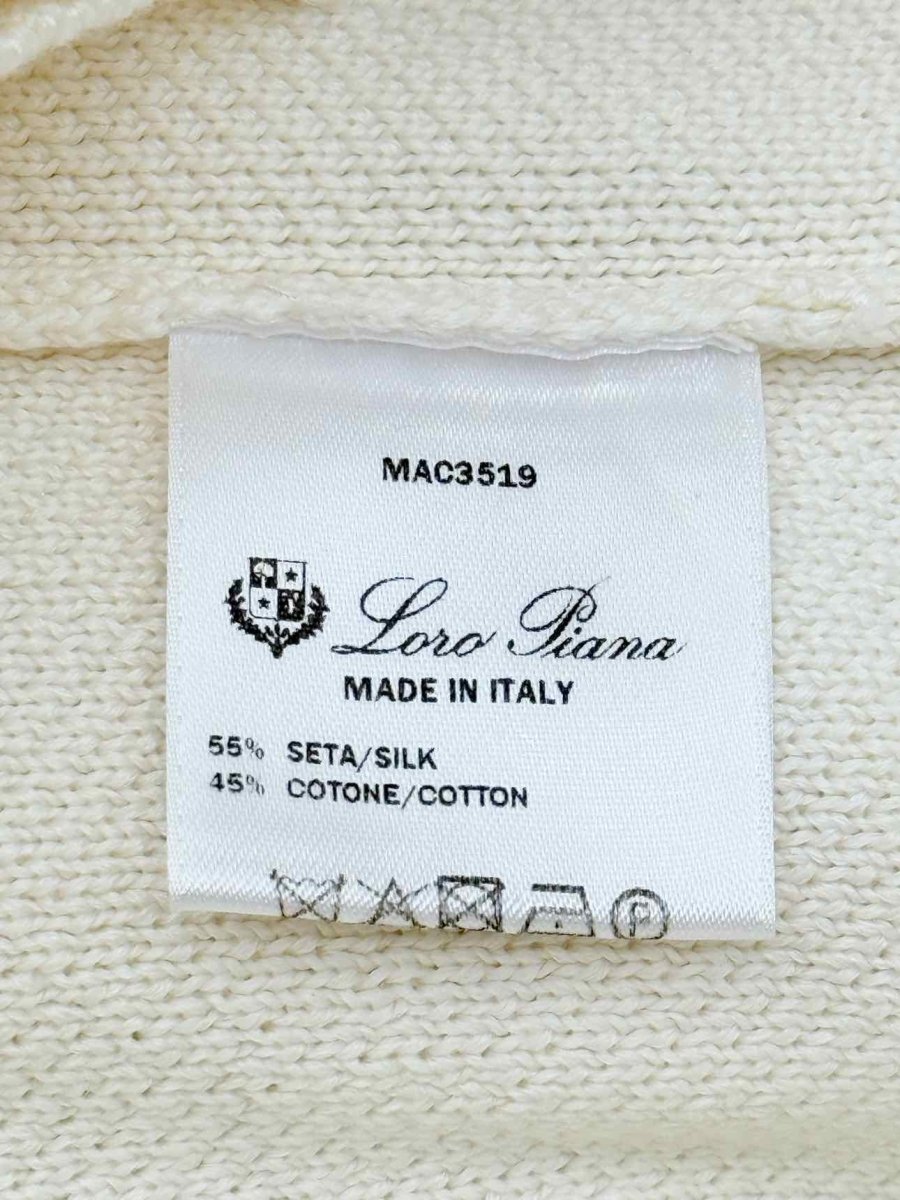 MAC3519
Loro Piana
MADE IN ITALY
55% SETA/SILK
45% COTONE/COTTON
P